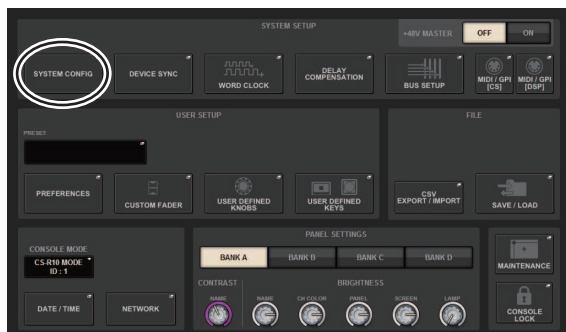 SYSTEM SETUP
+48V MASTER
OFF
ON
SYSTEM CONFIG
DEVICE SYNC
WORD CLOCK
DELAY
COMPENSATION
BUS SETUP
MIDI / GPI
[CS]
MIDI / GPI
[DSP]
USER SETUP
FILE
PRESET
PREFERENCES
CUSTOM FADER
USER DEFINED
KNOBS
USER DEFINED
KEYS
CSV
EXPORT / IMPORT
SAVE / LOAD
CONSOLE MODE
CS-R10 MODE
ID : 1
DATE / TIME
NETWORK
PANEL SETTINGS
BANK A
BANK B
BANK C
BANK D
CONTRAST
BRIGHTNESS
NAME
NAME
CH COLOR
PANEL
SCREEN
LAMP
MAINTENANCE
CONSOLE
LOCK